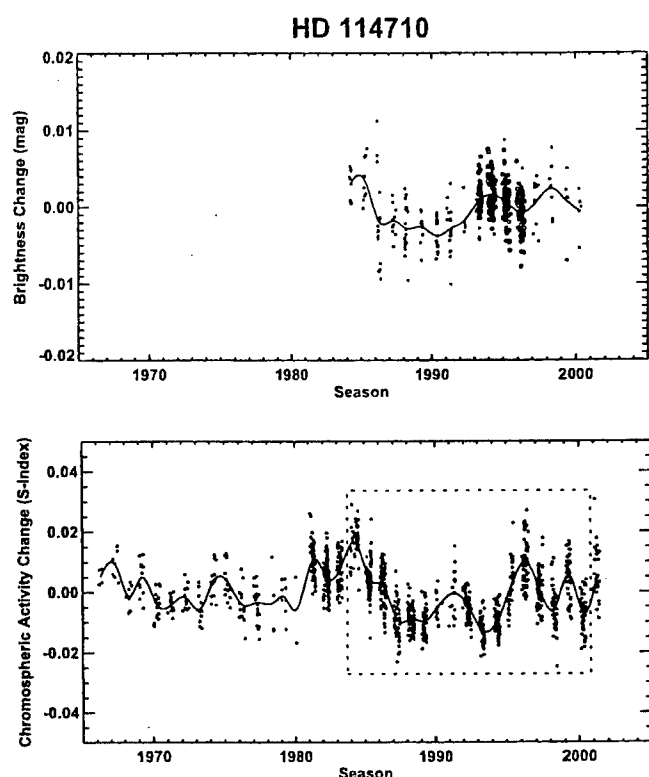 HD 114710
Brightness Change (mag)
0.02
0.01
0.00
-0.01
-0.02
1970 1980 1990 2000
Season
Chromospheric Activity Change (S-Index)
0.04
0.02
0.00
-0.02
-0.04
1970 1980 1990 2000
Season